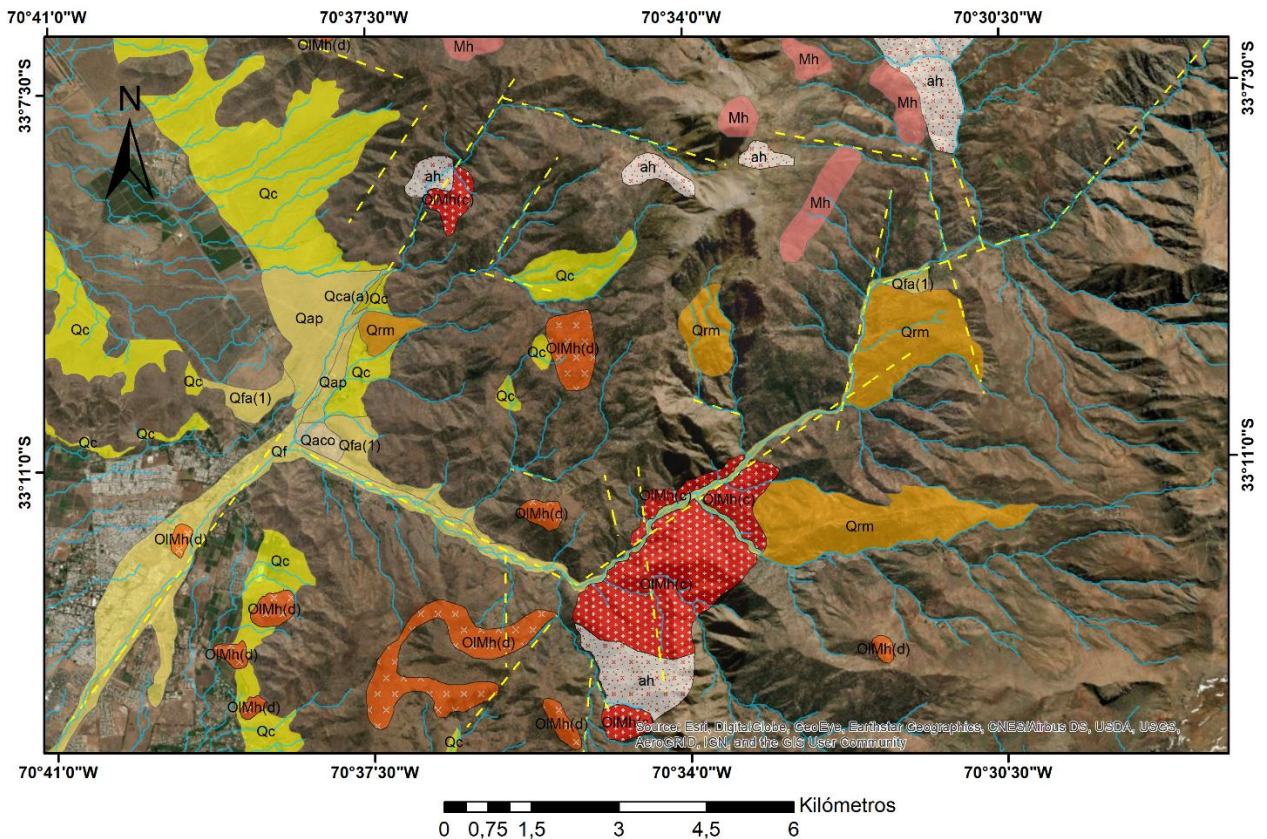 70°41'0"W
70°37'30"W
70°34'0"W
70°30'30"W
33°7'30"S
33°7'30"S
N
OlMh(d)
Mh
Mh
Mh
ah
ah
ah
OlMh(c)
Mh
Qc
Qc
Qfa(1)
Qca(a)
Qc
Qap
Qrm
Qrm
Qrm
Qc
Qc
OlMh(d)
Qap
Qc
Qc
Qc
Qfa(1)
Qc
Qc
Qaco
Qfa(1)
Qf
33°11'0"S
33°11'0"S
OlMh(c)
OlMh(c)
OlMh(d)
Qrm
OlMh(d)
Qc
OlMh(c)
OlMh(d)
OlMh(d)
OlMh(d)
OlMh(d)
ah
OlMh(d)
OlMh(d)
Qc
Qc
Source: Esri, DigitalGlobe, GeoEye, Earthstar Geographics, CNES/Airbus DS, USDA, USGS,
AeroGRID, IGN, and the GIS User Community
70°41'0"W
70°37'30"W
70°34'0"W
70°30'30"W
Kilómetros
0 0,75 1,5 3 4,5 6